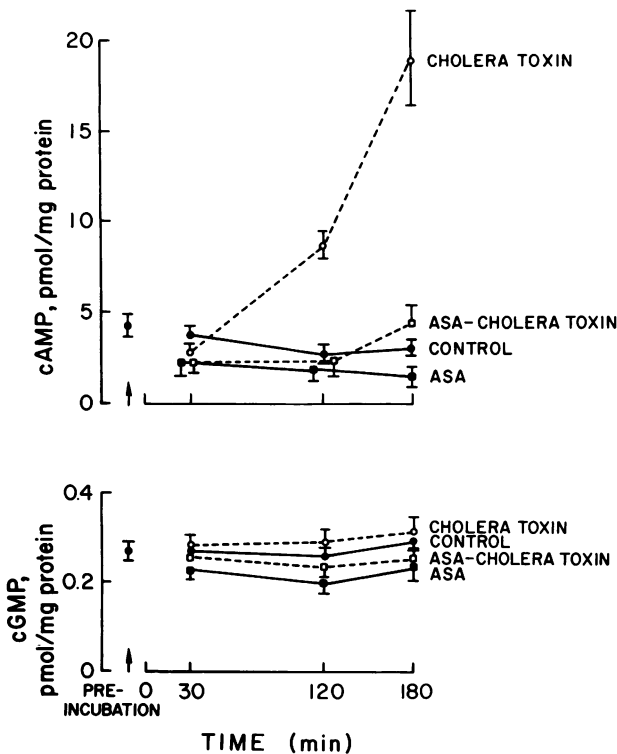 20
15
10
5
0
cAMP, pmol/mg protein
CHOLERA TOXIN
ASA-CHOLERA TOXIN
CONTROL
ASA
0.4
0.2
0
cGMP,
pmol/mg protein
CHOLERA TOXIN
CONTROL
ASA-CHOLERA TOXIN
ASA
PRE-
INCUBATION
0 30 120 180
TIME (min)